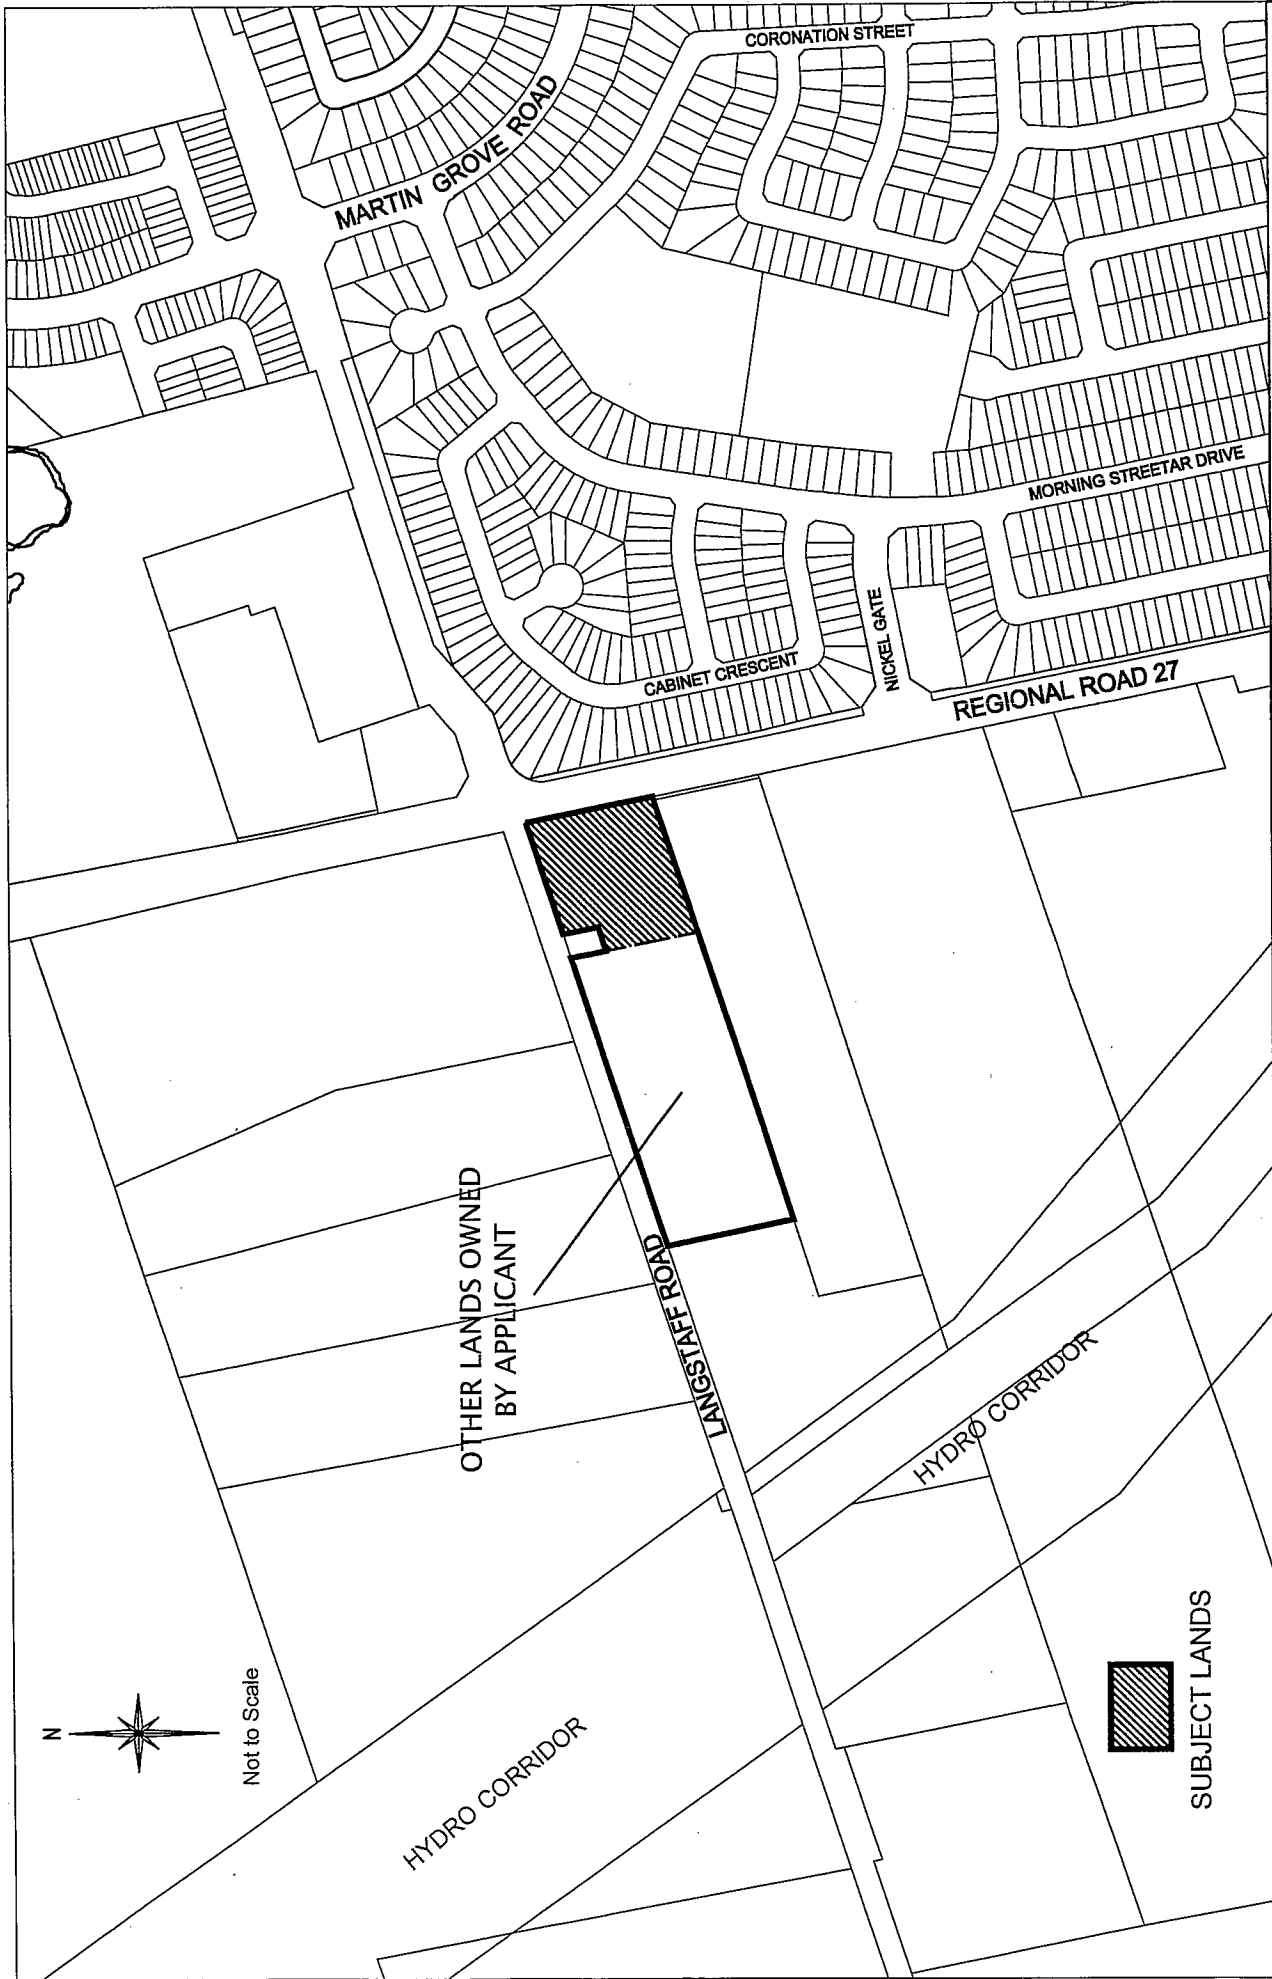 CORONATION STREET
MARTIN GROVE ROAD
MORNING STREETAR DRIVE
NICKEL GATE
CABINET CRESCENT
REGIONAL ROAD 27
OTHER LANDS OWNED
BY APPLICANT
LANGSTAFF ROAD
HYDRO CORRIDOR
HYDRO CORRIDOR
N
Not to Scale
SUBJECT LANDS